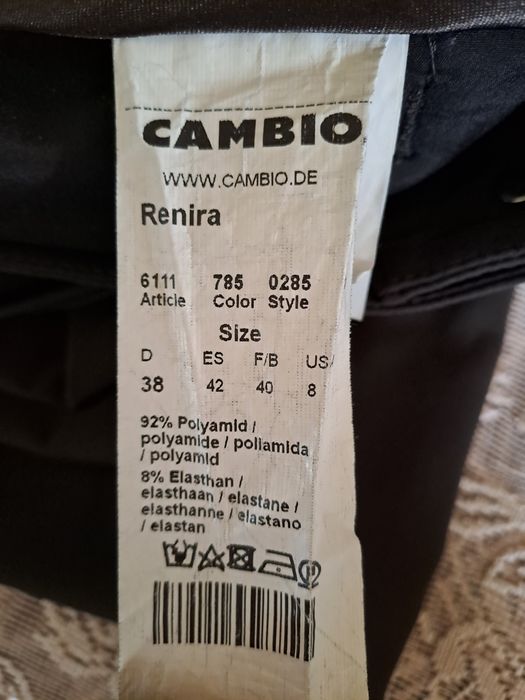 CAMBIO
WWW.CAMBIO.DE
Renira
6111 785 0285
Article Color Style
Size
D ES F/B US/
38 42 40 8
92% Polyamid /
polyamide / poliamida
/ polyamid
8% Elasthan /
elasthaan / elastane /
elasthanne / elastano
/ elastan